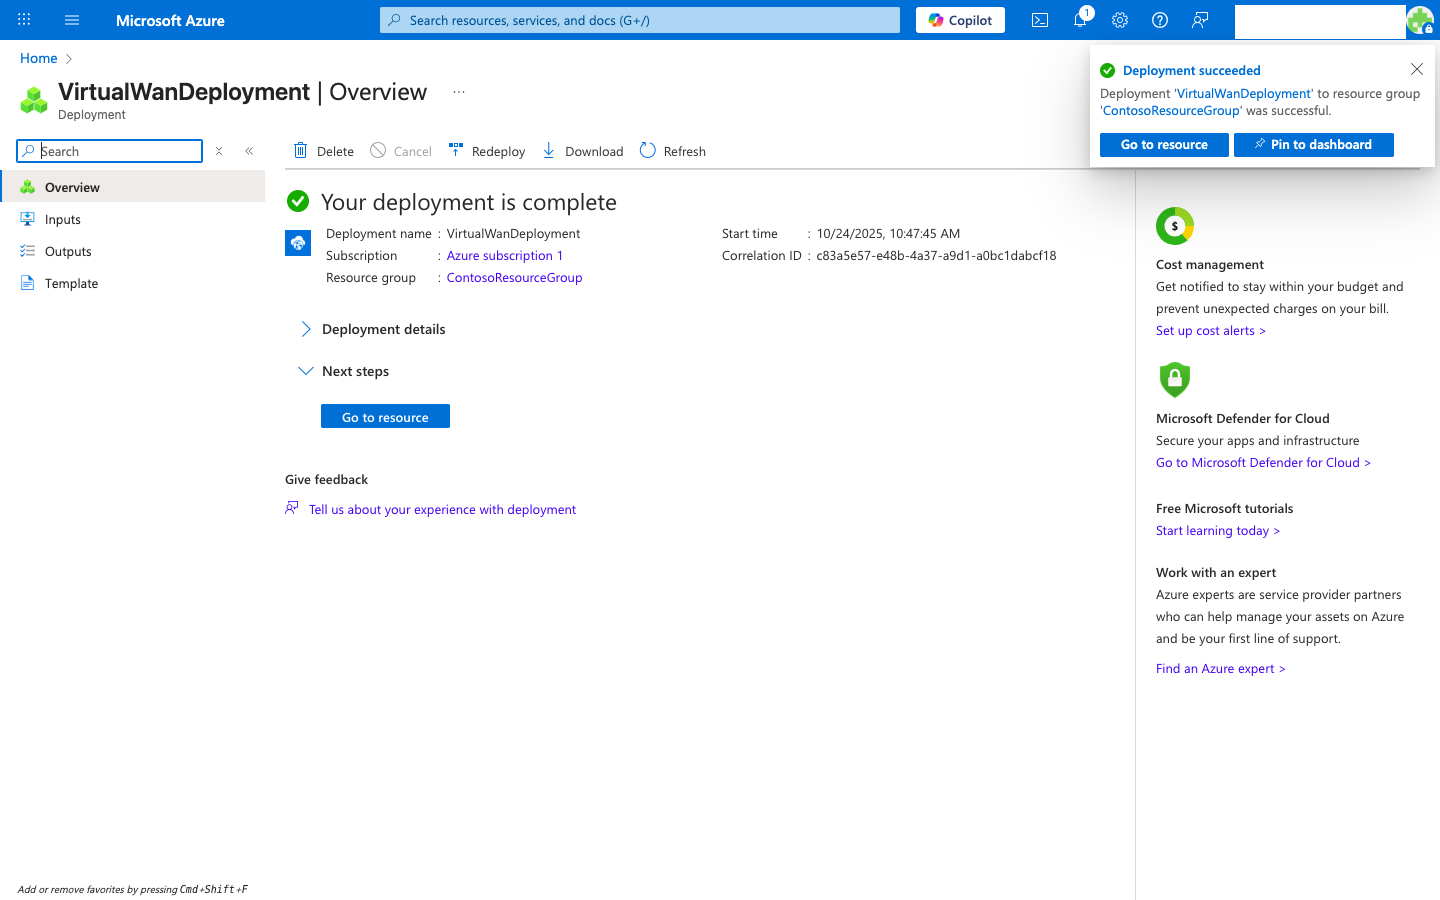 Microsoft Azure
Search resources, services, and docs (G+/)
Copilot
1
Home
VirtualWanDeployment | Overview ...
Deployment
Search
Overview
Inputs
Outputs
Template
Delete
Cancel
Redeploy
Download
Refresh
Your deployment is complete
Deployment name : VirtualWanDeployment
Subscription : Azure subscription 1
Resource group : ContosoResourceGroup
Start time : 10/24/2025, 10:47:45 AM
Correlation ID : c83a5e57-e48b-4a37-a9d1-a0bc1dabcf18
Deployment details
Next steps
Go to resource
Give feedback
Tell us about your experience with deployment
Deployment succeeded
Deployment 'VirtualWanDeployment' to resource group
'ContosoResourceGroup' was successful.
Go to resource
Pin to dashboard
$
Cost management
Get notified to stay within your budget and
prevent unexpected charges on your bill.
Set up cost alerts >
Microsoft Defender for Cloud
Secure your apps and infrastructure
Go to Microsoft Defender for Cloud >
Free Microsoft tutorials
Start learning today >
Work with an expert
Azure experts are service provider partners
who can help manage your assets on Azure
and be your first line of support.
Find an Azure expert >
Add or remove favorites by pressing Cmd+Shift+F